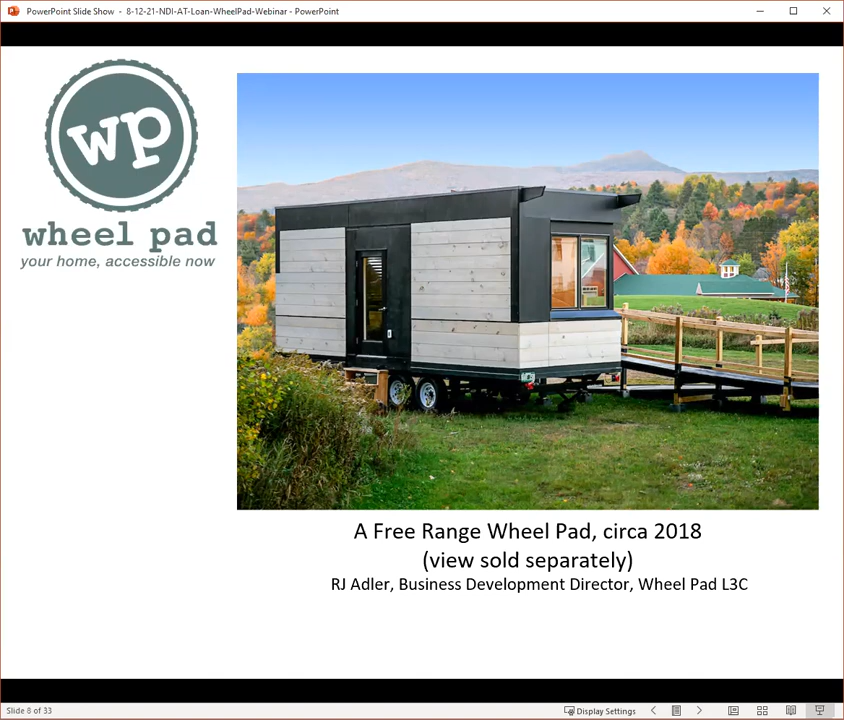 PowerPoint Slide Show - 8-12-21-NDI-AT-Loan-WheelPad-Webinar - PowerPoint
wp
wheel pad
your home, accessible now
A Free Range Wheel Pad, circa 2018
(view sold separately)
RJ Adler, Business Development Director, Wheel Pad L3C
Slide 8 of 33
Display Settings